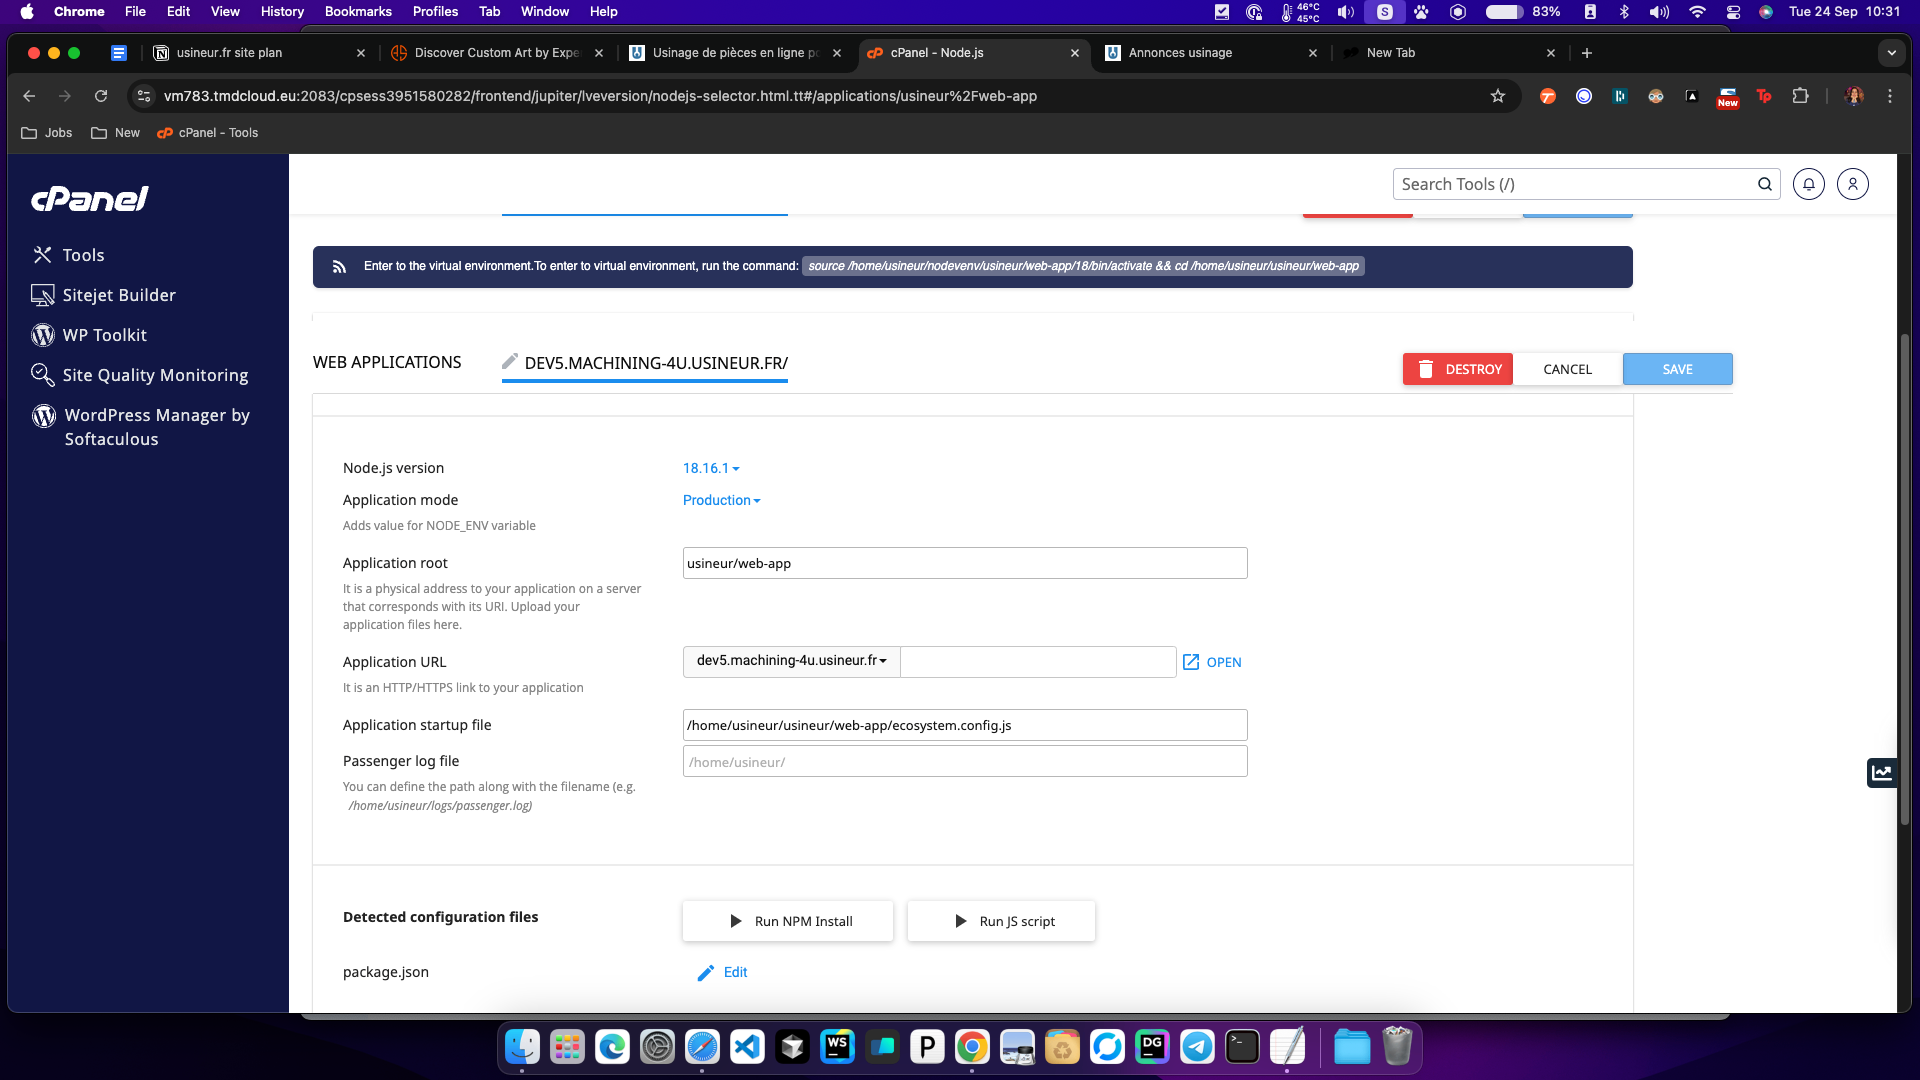 Chrome File Edit View History Bookmarks Profiles Tab Window Help
46°C
45°C
S
83%
Tue 24 Sep 10:31
usineur.fr site plan
Discover Custom Art by Expe
Usinage de pièces en ligne po
cPanel - Node.js
Annonces usinage
New Tab
vm783.tmdcloud.eu:2083/cpsess3951580282/frontend/jupiter/lveversion/nodejs-selector.html.tt#/applications/usineur%2Fweb-app
New
Tp
Jobs
New
cPanel - Tools
cPanel
Search Tools (/)
Tools
Sitejet Builder
WP Toolkit
Site Quality Monitoring
WordPress Manager by
Softaculous
Enter to the virtual environment.To enter to virtual environment, run the command: source /home/usineur/nodevenv/usineur/web-app/18/bin/activate && cd /home/usineur/usineur/web-app
WEB APPLICATIONS
DEV5.MACHINING-4U.USINEUR.FR/
DESTROY
CANCEL
SAVE
Node.js version
18.16.1
Application mode
Production
Adds value for NODE_ENV variable
Application root
usineur/web-app
It is a physical address to your application on a server
that corresponds with its URI. Upload your
application files here.
Application URL
dev5.machining-4u.usineur.fr
OPEN
It is an HTTP/HTTPS link to your application
Application startup file
/home/usineur/usineur/web-app/ecosystem.config.js
Passenger log file
/home/usineur/
You can define the path along with the filename (e.g.
/home/usineur/logs/passenger.log)
Detected configuration files
Run NPM Install
Run JS script
package.json
Edit
WS
P
DG